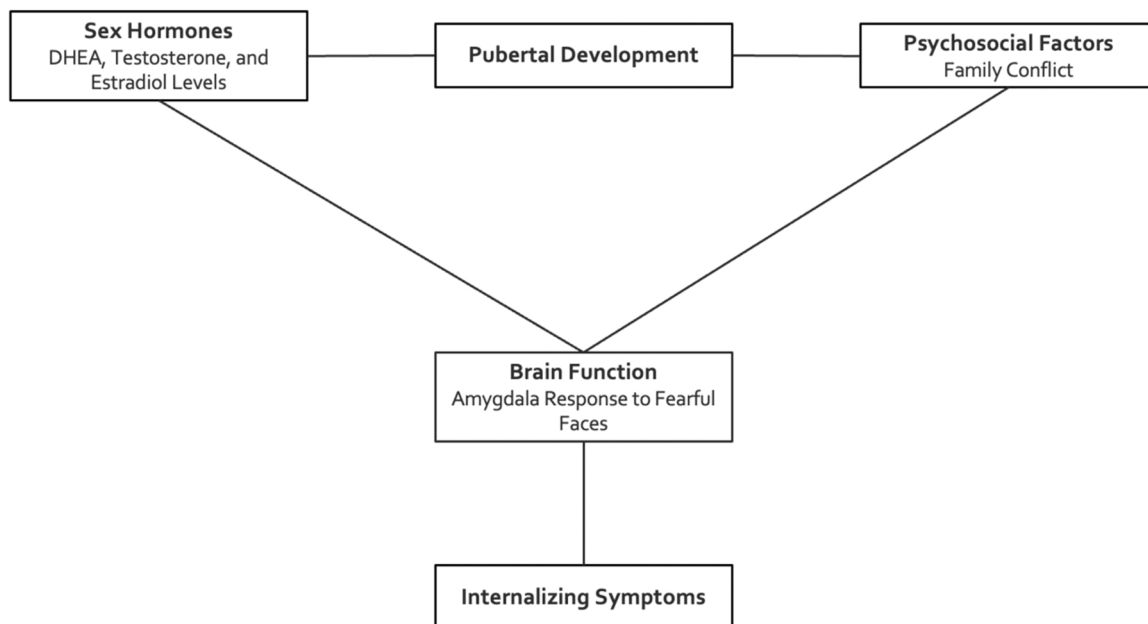 Sex Hormones
DHEA, Testosterone, and
Estradiol Levels
Pubertal Development
Psychosocial Factors
Family Conflict
Brain Function
Amygdala Response to Fearful
Faces
Internalizing Symptoms